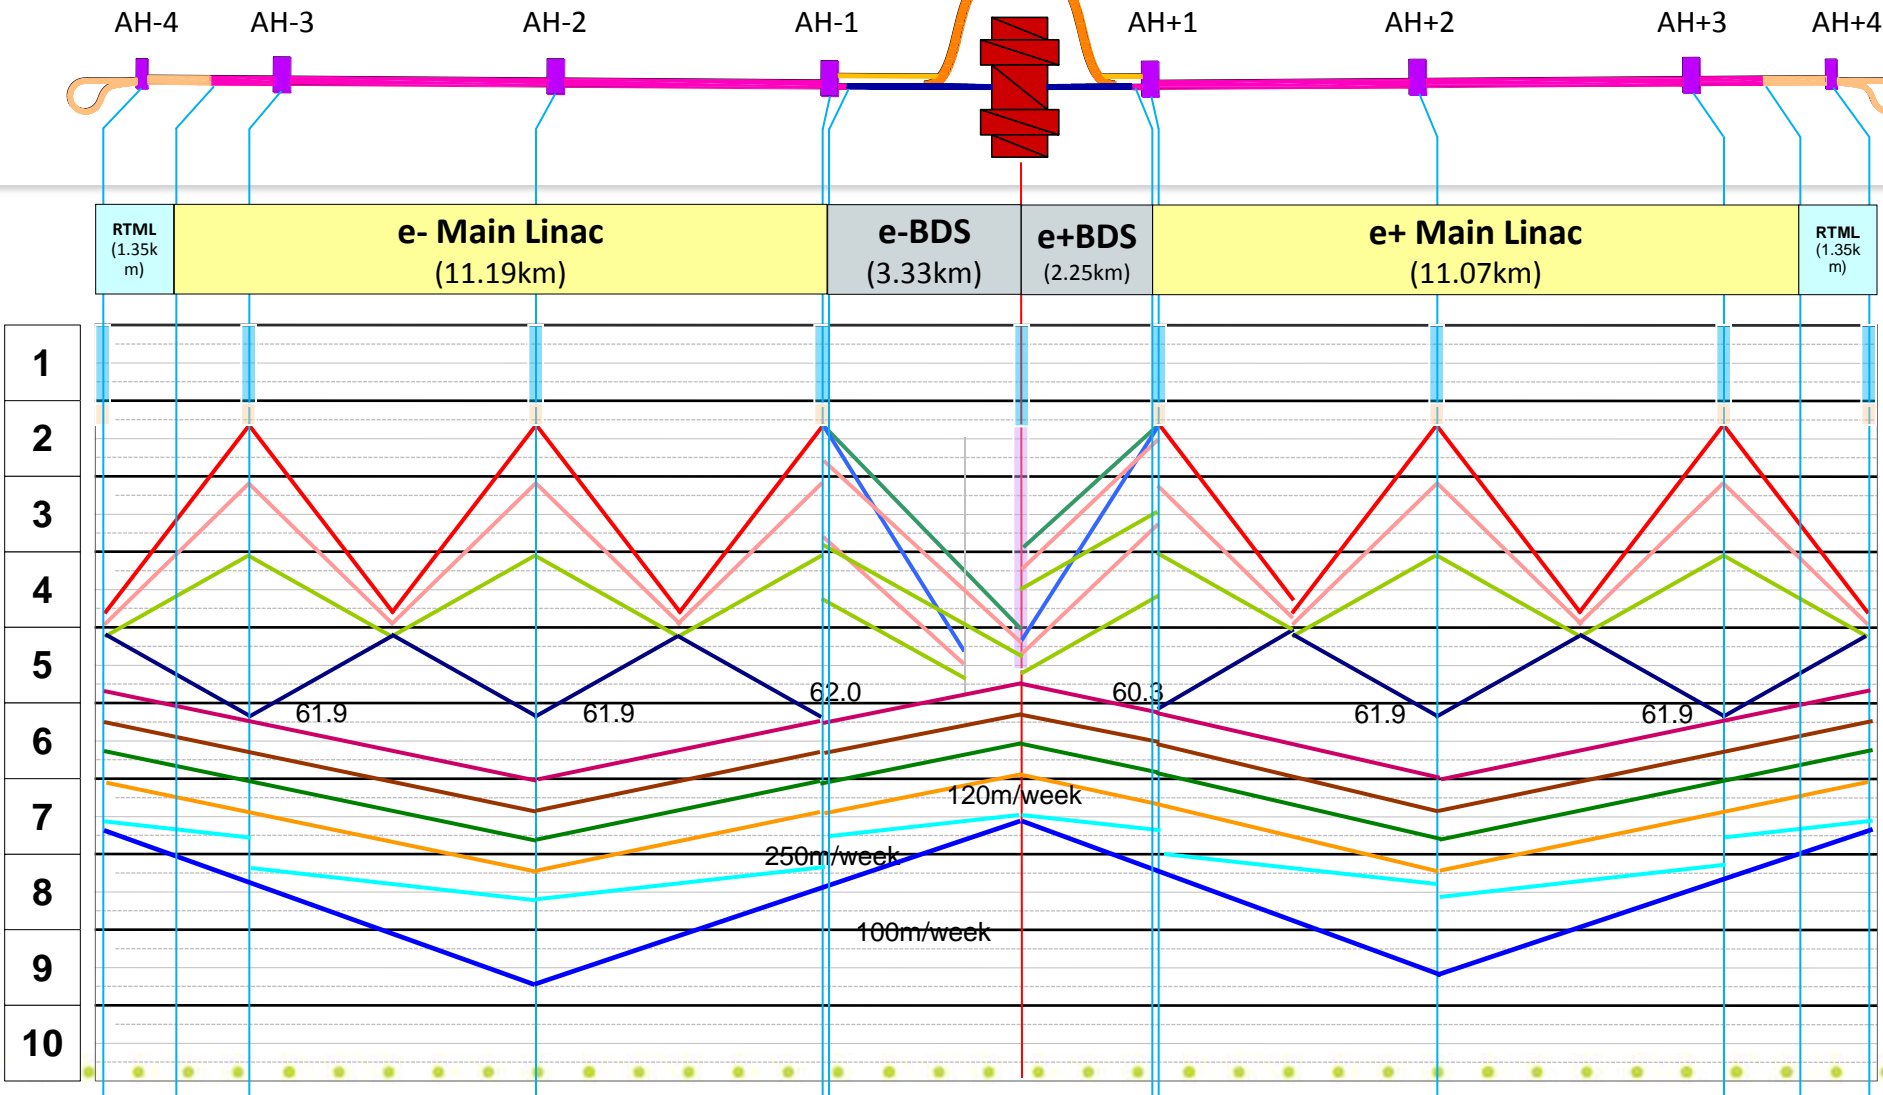 AH-4 AH-3 AH-2 AH-1 AH+1 AH+2 AH+3 AH+4
RTML
(1.35k
m)
e- Main Linac
(11.19km)
e-BDS
(3.33km)
e+BDS
(2.25km)
e+ Main Linac
(11.07km)
RTML
(1.35k
m)
1
2
3
4
5
62.0 60.3
61.9 61.9 61.9 61.9
6
120m/week
7
250m/week
8
100m/week
9
10